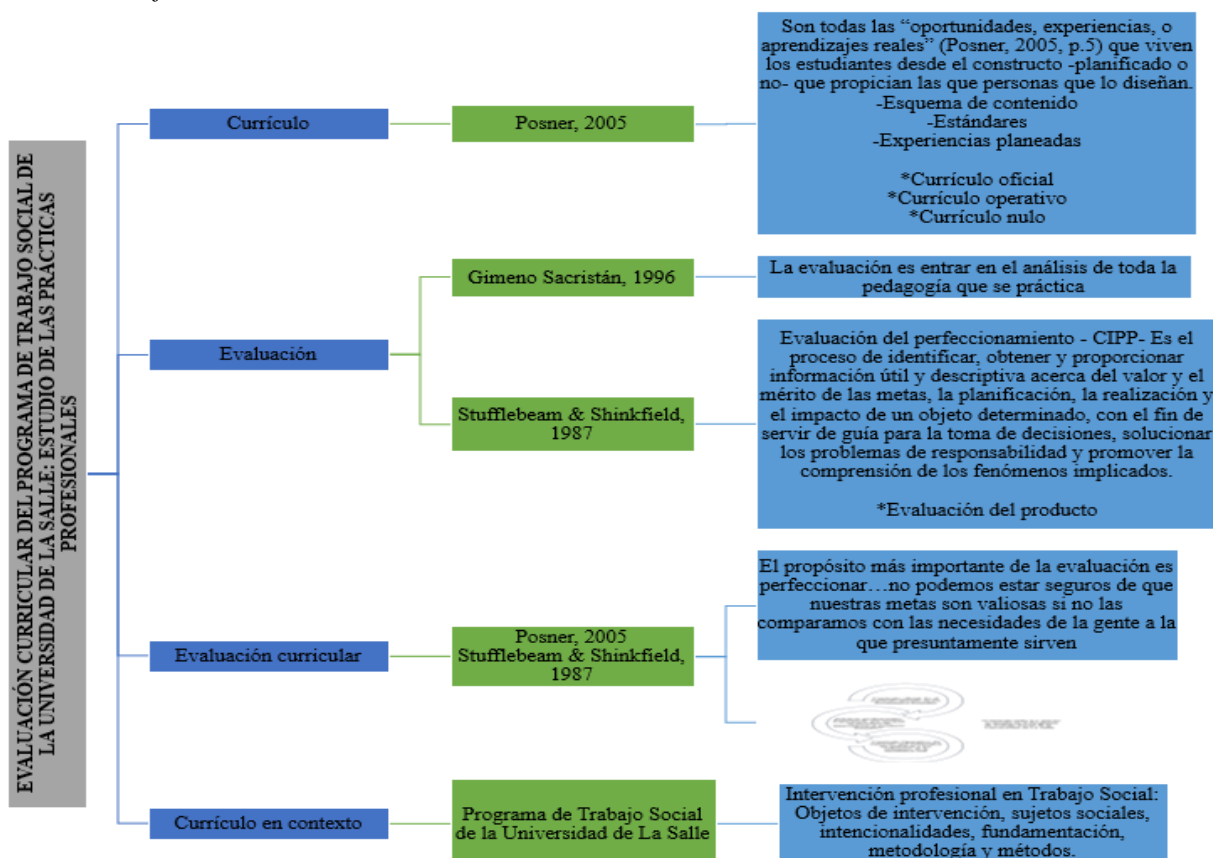 EVALUACIÓN CURRICULAR DEL PROGRAMA DE TRABAJO SOCIAL DE
LA UNIVERSIDAD DE LA SALLE: ESTUDIO DE LAS PRÁCTICAS
PROFESIONALES
Currículo
Posner, 2005
Son todas las “oportunidades, experiencias, o
aprendizajes reales” (Posner, 2005, p.5) que viven
los estudiantes desde el constructo -planificado o
no- que propician las que personas que lo diseñan.
-Esquema de contenido
-Estándares
-Experiencias planeadas
*Currículo oficial
*Currículo operativo
*Currículo nulo
Evaluación
Gimeno Sacristán, 1996
La evaluación es entrar en el análisis de toda la
pedagogía que se práctica
Stufflebeam & Shinkfield,
1987
Evaluación del perfeccionamiento - CIPP- Es el
proceso de identificar, obtener y proporcionar
información útil y descriptiva acerca del valor y el
mérito de las metas, la planificación, la realización y
el impacto de un objeto determinado, con el fin de
servir de guía para la toma de decisiones, solucionar
los problemas de responsabilidad y promover la
comprensión de los fenómenos implicados.
*Evaluación del producto
Evaluación curricular
Posner, 2005
Stufflebeam & Shinkfield,
1987
El propósito más importante de la evaluación es
perfeccionar…no podemos estar seguros de que
nuestras metas son valiosas si no las
comparamos con las necesidades de la gente a la
que presuntamente sirven
Currículo en contexto
Programa de Trabajo Social
de la Universidad de La Salle
Intervención profesional en Trabajo Social:
Objetos de intervención, sujetos sociales,
intencionalidades, fundamentación,
metodología y métodos.